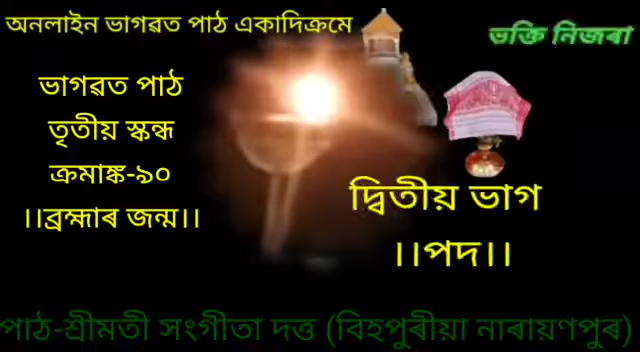 অনলাইন ভাগৱত পাঠ একাদিক্ৰমে
ভক্তি নিজৰা
ভাগৱত পাঠ
তৃতীয় স্কন্ধ
ক্ৰমাঙ্ক-৯০
।।ব্ৰহ্মাৰ জন্ম।।
দ্বিতীয় ভাগ
।।পদ।।
পাঠ-শ্ৰীমতী সংগীতা দত্ত (বিহপুৰীয়া নাৰায়ণপুৰ)